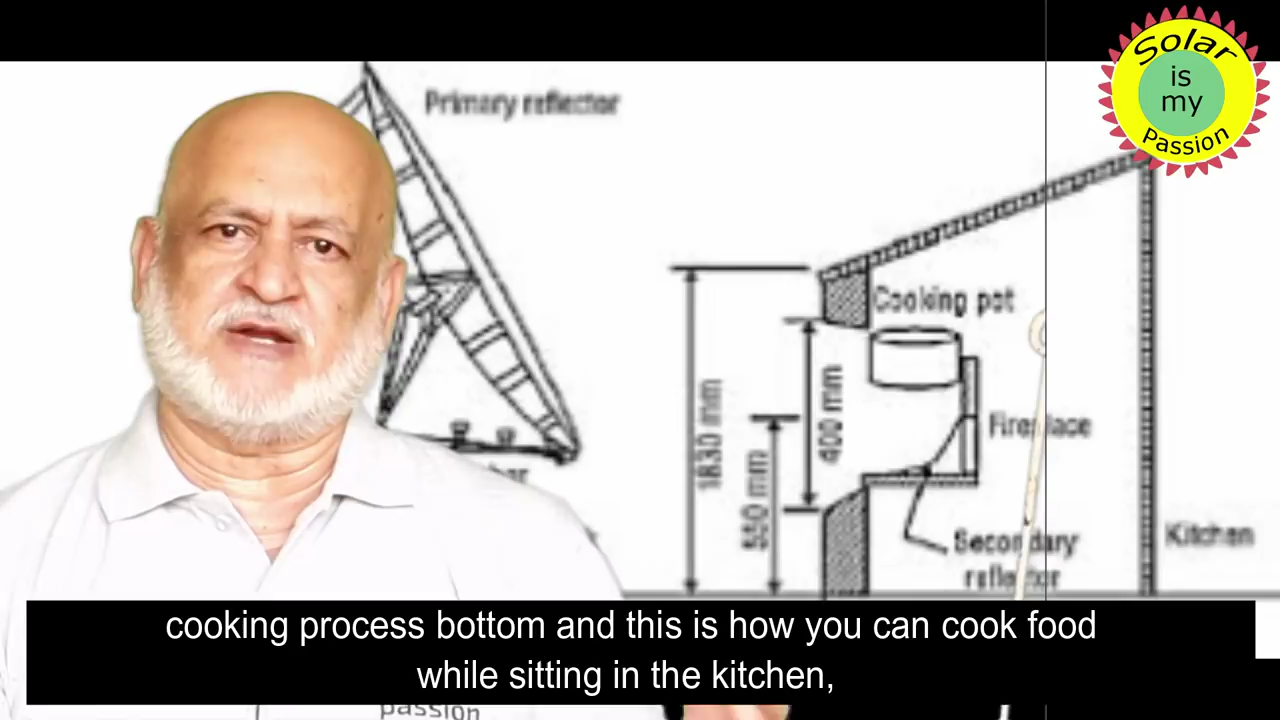 Solar
is
my
Passion
Primary reflector
Cooking pot
1830 mm
400 mm
550 mm
Fireplace
Secondary
reflector
Kitchen
cooking process bottom and this is how you can cook food
while sitting in the kitchen,
passion